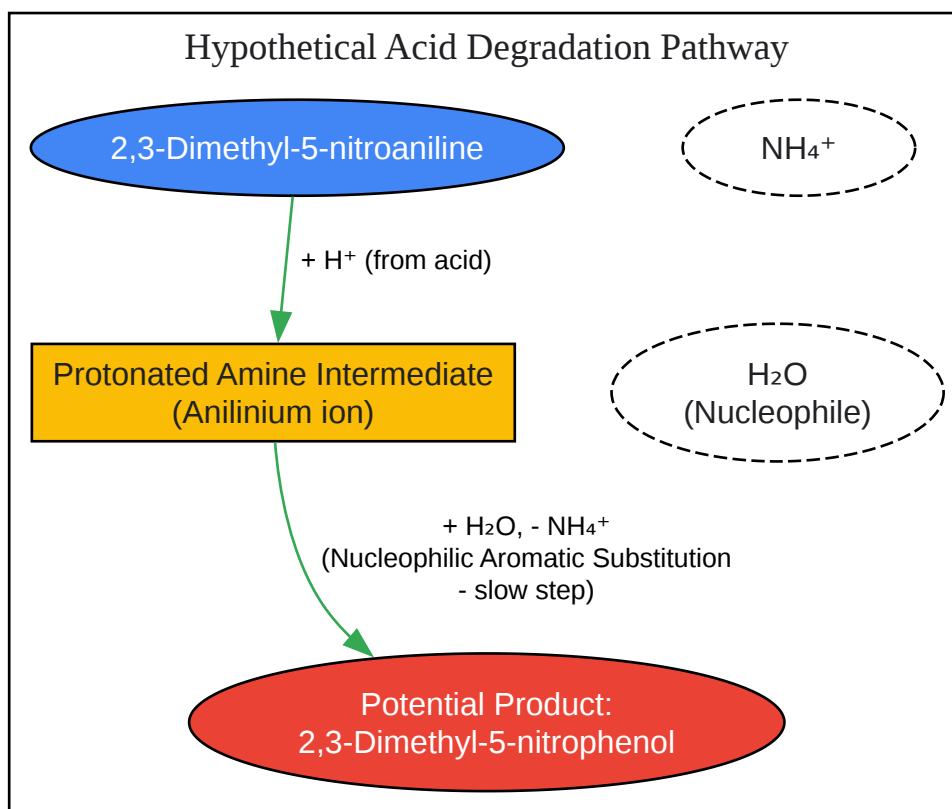 Hypothetical Acid Degradation Pathway
2,3-Dimethyl-5-nitroaniline
NH₄⁺
+ H⁺ (from acid)
Protonated Amine Intermediate
(Anilinium ion)
H₂O
(Nucleophile)
+ H₂O, - NH₄⁺
(Nucleophilic Aromatic Substitution
- slow step)
Potential Product:
2,3-Dimethyl-5-nitrophenol